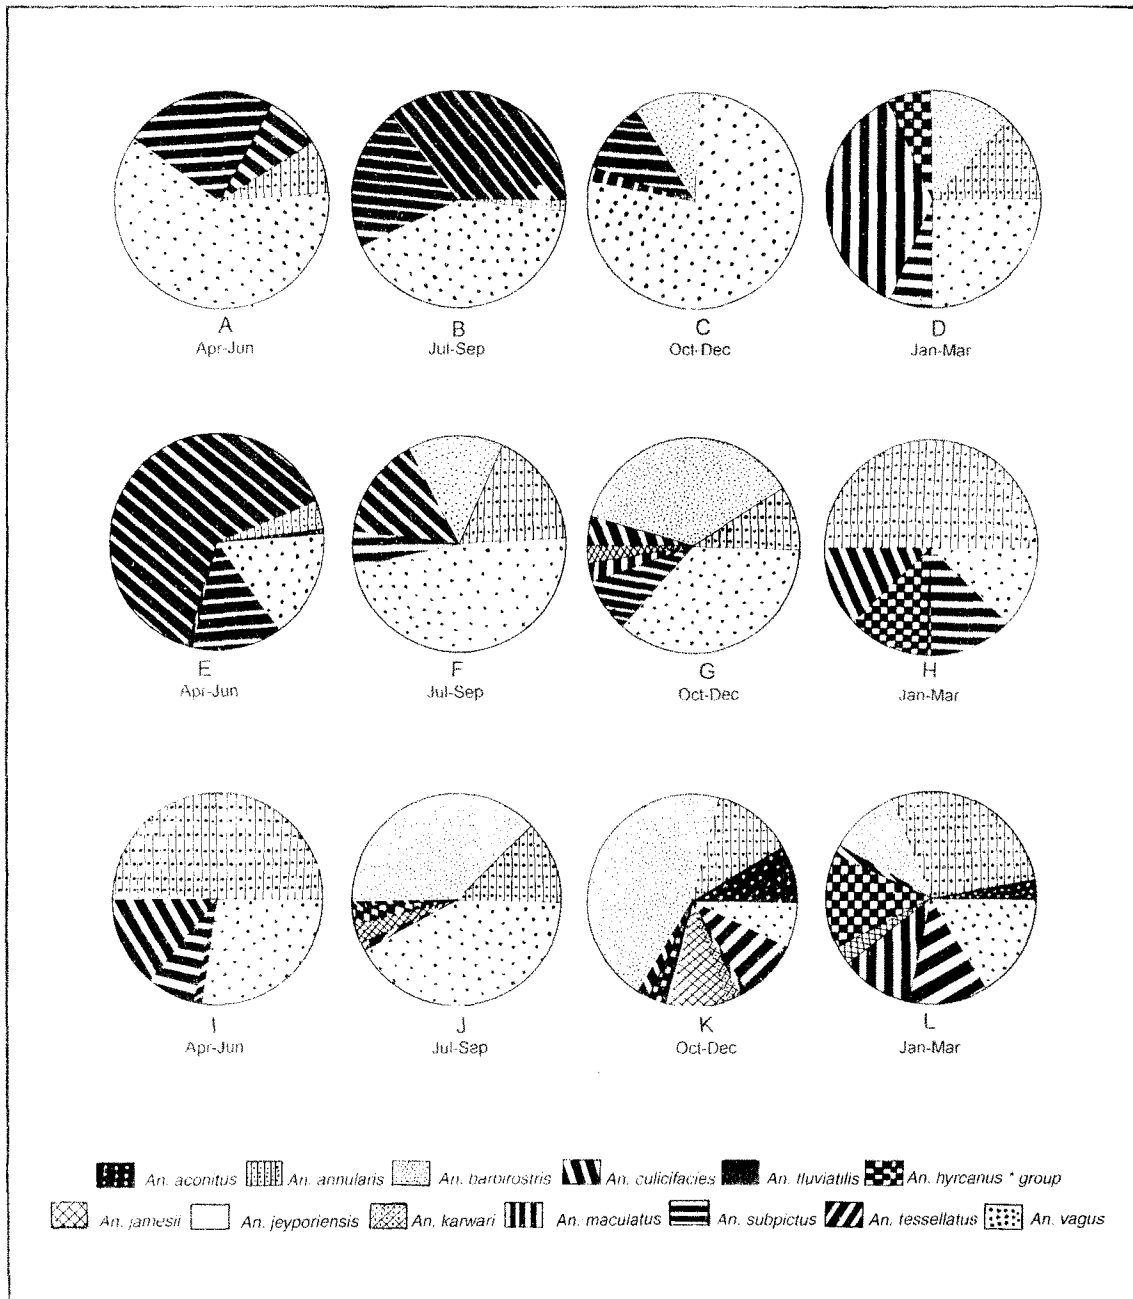 A B C D
Apr-Jun Jul-Sep Oct-Dec Jan-Mar
E F G H
Apr-Jun Jul-Sep Oct-Dec Jan-Mar
I J K L
Apr-Jun Jul-Sep Oct-Dec Jan-Mar
An. aconitus An. annularis An. barbirostris An. culicifacies An. fluviatilis An. hyrcanus * group
An. jamesii An. jeyporiensis An. karwari An. maculatus An. subpictus An. tessellatus An. vagus